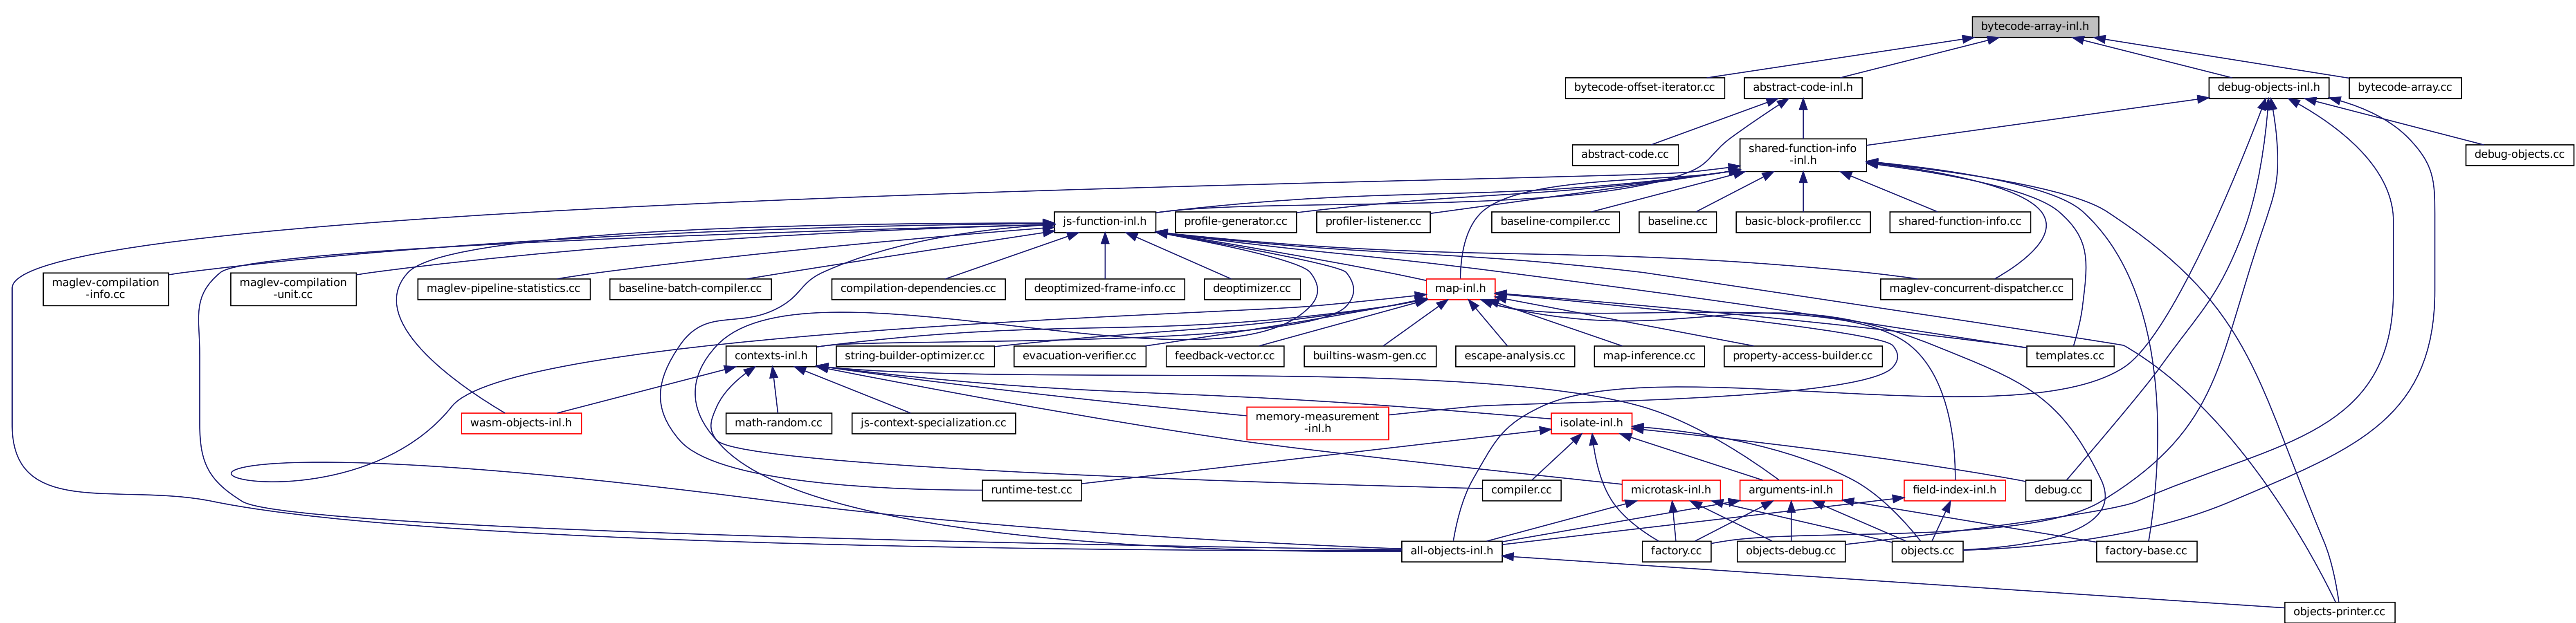 bytecode-array-inl.h
bytecode-offset-iterator.cc
abstract-code-inl.h
debug-objects-inl.h
bytecode-array.cc
abstract-code.cc
shared-function-info
-inl.h
debug-objects.cc
js-function-inl.h
profile-generator.cc
profiler-listener.cc
baseline-compiler.cc
baseline.cc
basic-block-profiler.cc
shared-function-info.cc
maglev-compilation
-info.cc
maglev-compilation
-unit.cc
maglev-pipeline-statistics.cc
baseline-batch-compiler.cc
compilation-dependencies.cc
deoptimized-frame-info.cc
deoptimizer.cc
map-inl.h
maglev-concurrent-dispatcher.cc
contexts-inl.h
string-builder-optimizer.cc
evacuation-verifier.cc
feedback-vector.cc
builtins-wasm-gen.cc
escape-analysis.cc
map-inference.cc
property-access-builder.cc
templates.cc
wasm-objects-inl.h
math-random.cc
js-context-specialization.cc
memory-measurement
-inl.h
isolate-inl.h
runtime-test.cc
compiler.cc
microtask-inl.h
arguments-inl.h
field-index-inl.h
debug.cc
all-objects-inl.h
factory.cc
objects-debug.cc
objects.cc
factory-base.cc
objects-printer.cc